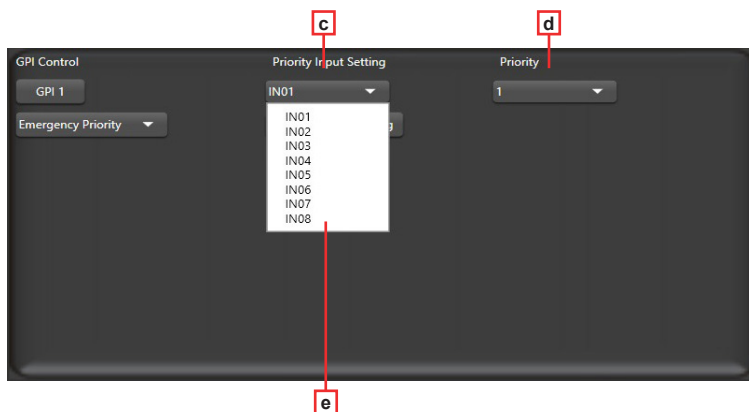 c d
GPI Control Priority Input Setting Priority
GPI 1 IN01 1
Emergency Priority
IN01
IN02
IN03
IN04
IN05
IN06
IN07
IN08
e